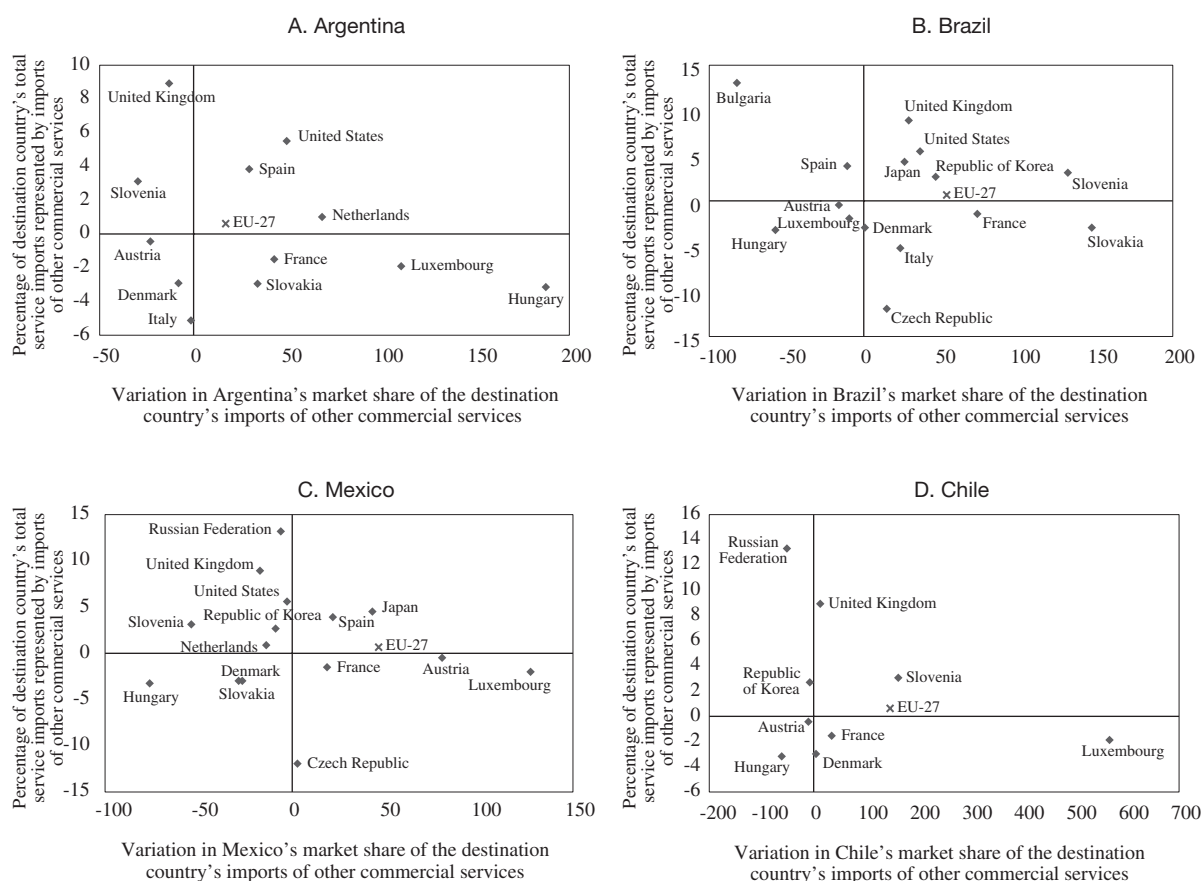 A. Argentina
Percentage of destination country's total
service imports represented by imports
of other commercial services
10
8
6
4
2
0
-2
-4
-6
United Kingdom
United States
Spain
Slovenia
Netherlands
EU-27
Austria
France
Luxembourg
Denmark
Slovakia
Hungary
Italy
-50
0
50
100
150
200
Variation in Argentina's market share of the destination
country's imports of other commercial services
B. Brazil
Percentage of destination country's total
service imports represented by imports
of other commercial services
15
10
5
0
-5
-10
-15
Bulgaria
United Kingdom
United States
Spain
Japan
Republic of Korea
Slovenia
EU-27
Austria
Luxembourg
Denmark
France
Hungary
Italy
Slovakia
Czech Republic
-100
-50
0
50
100
150
200
Variation in Brazil's market share of the destination
country's imports of other commercial services
C. Mexico
Percentage of destination country's total
service imports represented by imports
of other commercial services
15
10
5
0
-5
-10
-15
Russian Federation
United Kingdom
United States
Republic of Korea
Japan
Slovenia
Spain
Netherlands
EU-27
Denmark
France
Austria
Hungary
Slovakia
Luxembourg
Czech Republic
-100
-50
0
50
100
150
Variation in Mexico's market share of the destination
country's imports of other commercial services
D. Chile
Percentage of destination country's total
service imports represented by imports
of other commercial services
16
14
12
10
8
6
4
2
0
-2
-4
-6
Russian
Federation
United Kingdom
Republic
of Korea
Slovenia
EU-27
Austria
France
Hungary
Denmark
Luxembourg
-200
-100
0
100
200
300
400
500
600
700
Variation in Chile's market share of the destination
country's imports of other commercial services